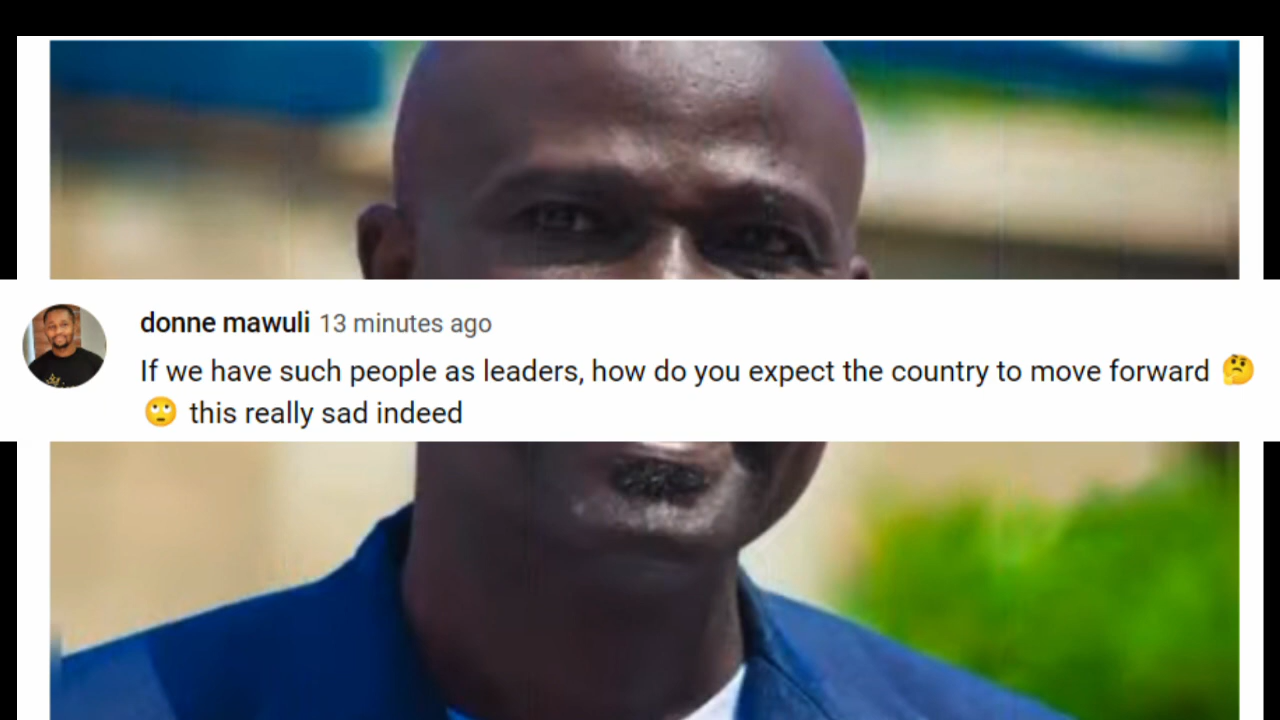 donne mawuli 13 minutes ago
If we have such people as leaders, how do you expect the country to move forward 🤔
🙄 this really sad indeed